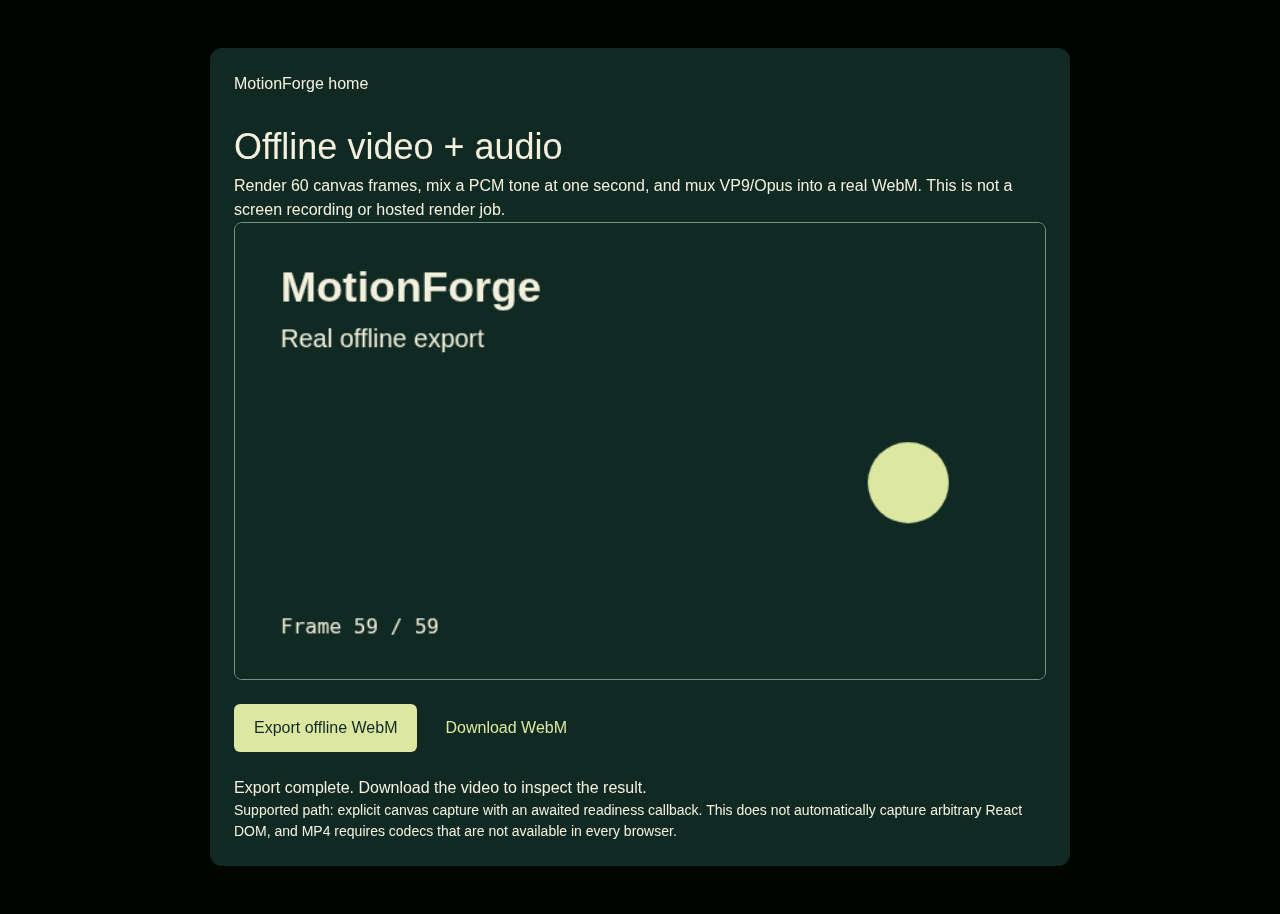 MotionForge home
Offline video + audio
Render 60 canvas frames, mix a PCM tone at one second, and mux VP9/Opus into a real WebM. This is not a
screen recording or hosted render job.
MotionForge
Real offline export
Frame 59 / 59
Export offline WebM
Download WebM
Export complete. Download the video to inspect the result.
Supported path: explicit canvas capture with an awaited readiness callback. This does not automatically capture arbitrary React
DOM, and MP4 requires codecs that are not available in every browser.